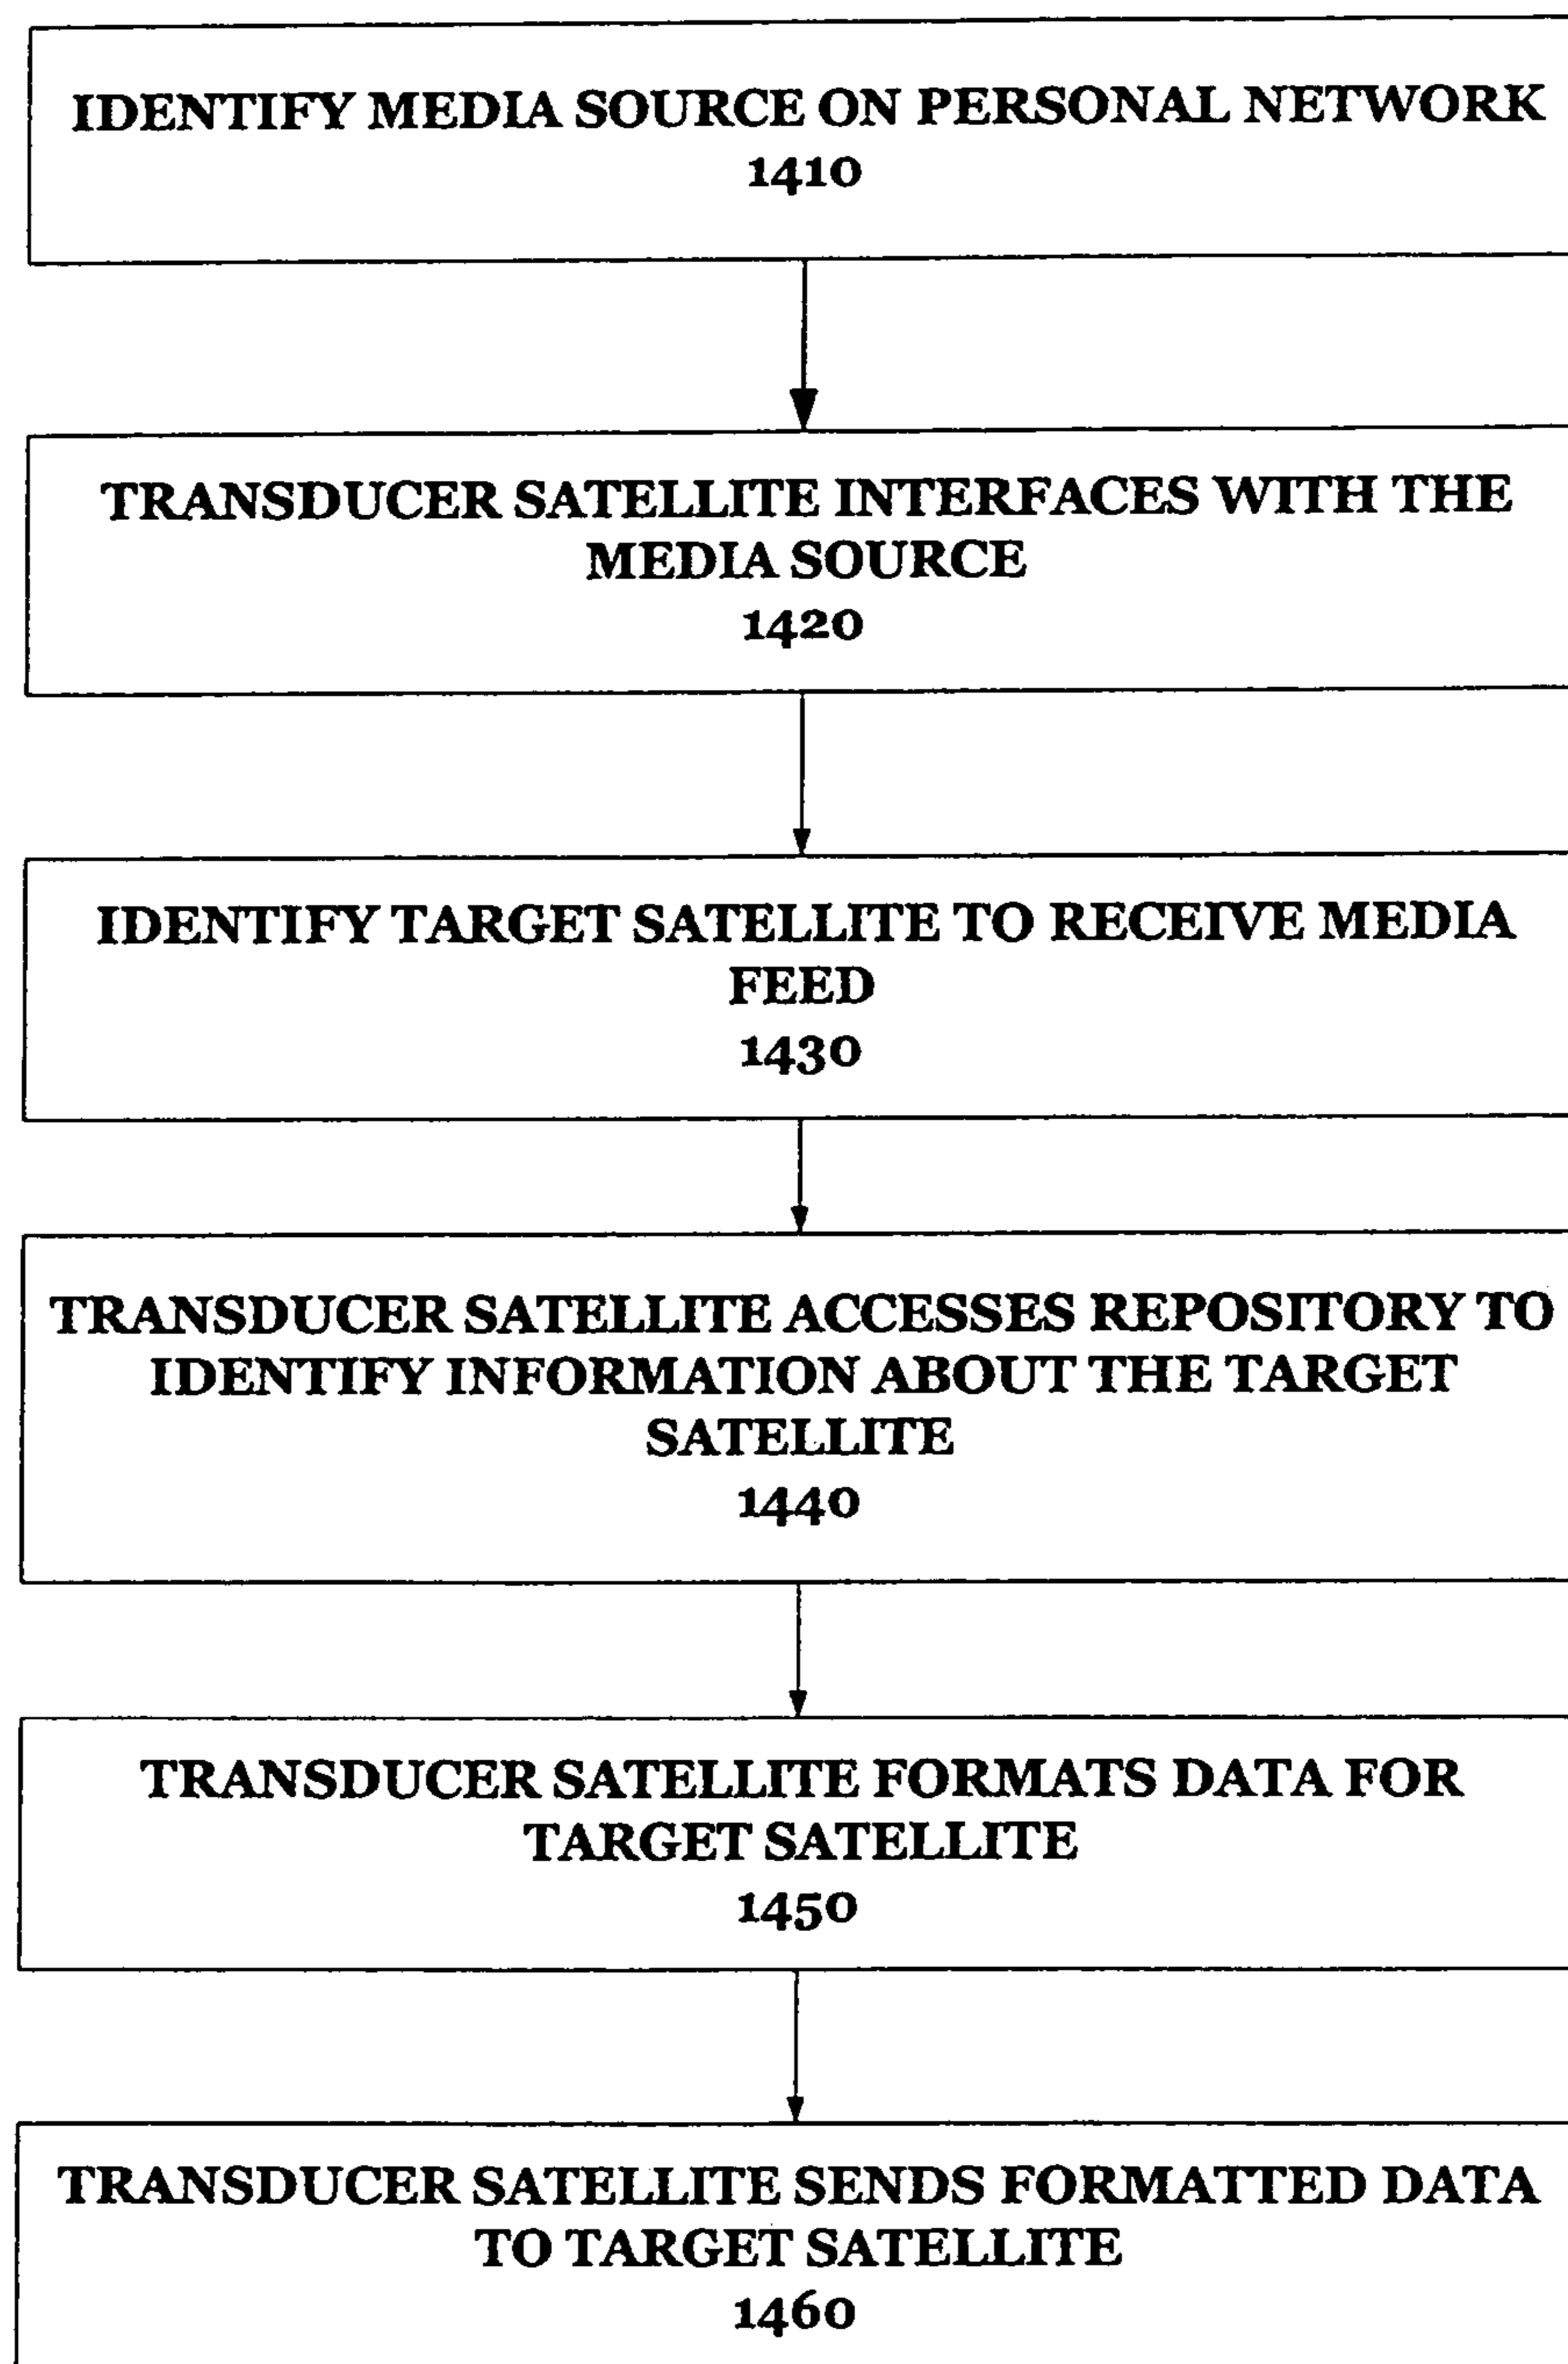 IDENTIFY MEDIA SOURCE ON PERSONAL NETWORK
1410
TRANSDUCER SATELLITE INTERFACES WITH THE
MEDIA SOURCE
1420
IDENTIFY TARGET SATELLITE TO RECEIVE MEDIA
FEED
1430
TRANSDUCER SATELLITE ACCESSES REPOSITORY TO
IDENTIFY INFORMATION ABOUT THE TARGET
SATELLITE
1440
TRANSDUCER SATELLITE FORMATS DATA FOR
TARGET SATELLITE
1450
TRANSDUCER SATELLITE SENDS FORMATTED DATA
TO TARGET SATELLITE
1460